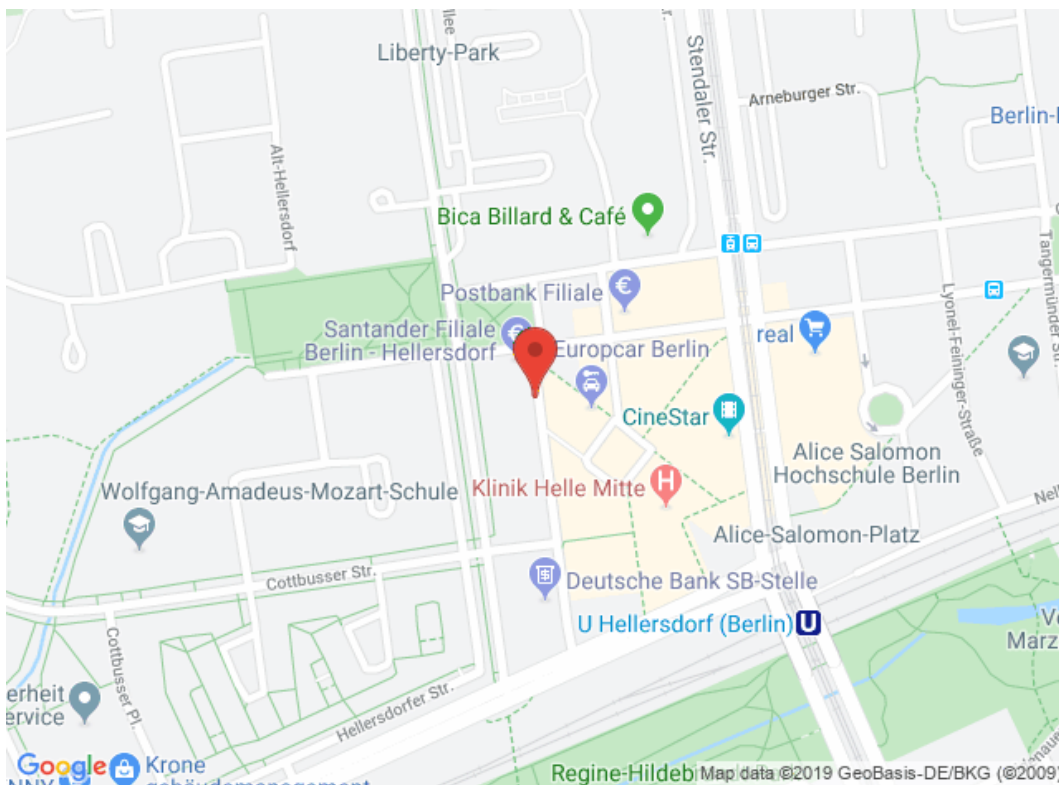 Liberty-Park
Stendaler Str.
Arneburger Str.
Alt-Hellersdorf
Bica Billard & Café
Tangermünder Str.
Lyonel-Feininger-Straße
Postbank Filiale
Santander Filiale
Berlin - Hellersdorf
Europcar Berlin
real
CineStar
Alice Salomon
Hochschule Berlin
Klinik Helle Mitte
Wolfgang-Amadeus-Mozart-Schule
Alice-Salomon-Platz
Cottbusser Str.
Deutsche Bank SB-Stelle
U Hellersdorf (Berlin)
U
Cottbusser Pl.
Hellersdorfer Str.
Google
Krone
Map data ©2019 GeoBasis-DE/BKG (©2009)